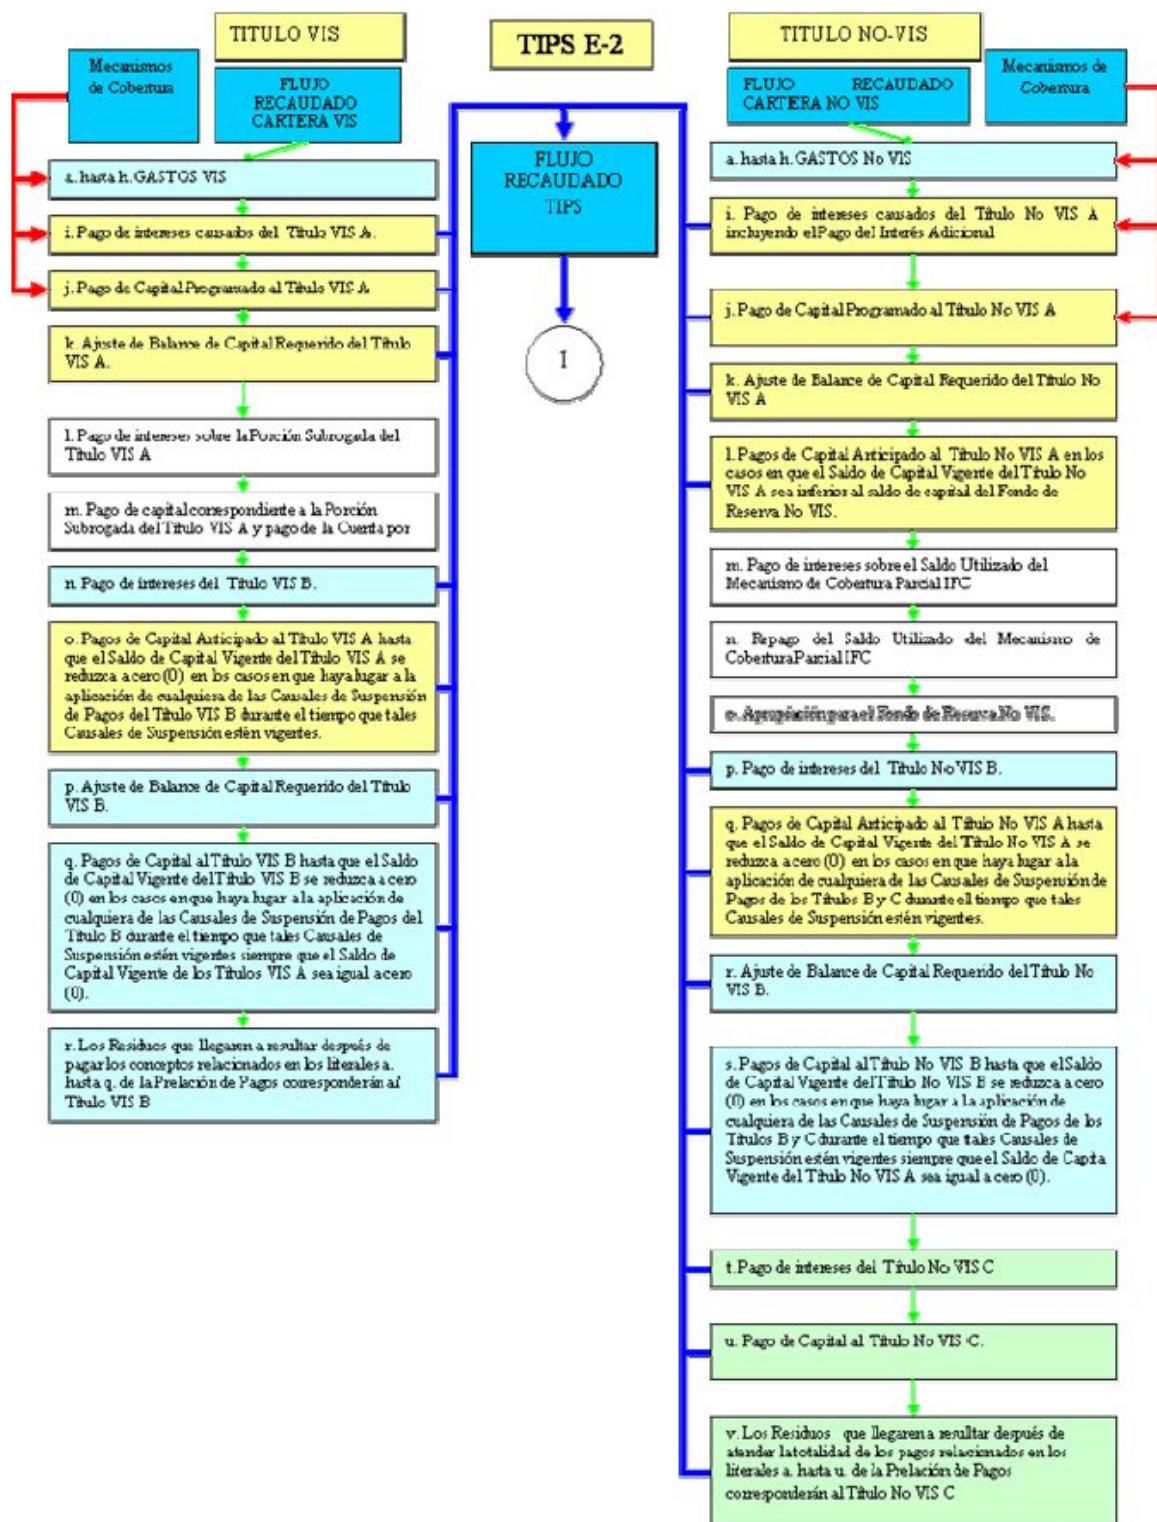 TITULO VIS
Mecanismos
de Cobertura
FLUJO
RECAUDADO
CARTERA VIS
a. hasta h. GASTOS VIS
i. Pago de intereses causados del Título VIS A.
j. Pago de Capital Programado al Título VIS A
k. Ajuste de Balance de Capital Requerido del Título
VIS A.
l. Pago de intereses sobre la Porción Subrogada del
Título VIS A
m. Pago de capital correspondiente a la Porción
Subrogada del Título VIS A y pago de la Cuenta por
n. Pago de intereses del Título VIS B.
o. Pagos de Capital Anticipado al Título VIS A hasta
que el Saldo de Capital Vigente del Título VIS A se
reduzca a cero (0) en los casos en que haya lugar a la
aplicación de cualquiera de las Causales de Suspensión
de Pagos del Título VIS B durante el tiempo que tales
Causales de Suspensión estén vigentes.
p. Ajuste de Balance de Capital Requerido del Título
VIS B.
q. Pagos de Capital al Título VIS B hasta que el Saldo
de Capital Vigente del Título VIS B se reduzca a cero
(0) en los casos en que haya lugar a la aplicación de
cualquiera de las Causales de Suspensión de Pagos del
Título B durante el tiempo que tales Causales de
Suspensión estén vigentes siempre que el Saldo de
Capital Vigente de los Títulos VIS A sea igual a cero
(0).
r. Los Residuos que llegaren a resultar después de
pagar los conceptos relacionados en los literales a.
hasta q. de la Prelación de Pagos corresponderán al
Título VIS B
TIPS E-2
FLUJO
RECAUDADO
TIPS
1
TITULO NO-VIS
FLUJO RECAUDADO
CARTERA NO VIS
Mecanismos de
Cobertura
a. hasta h. GASTOS No VIS
i. Pago de intereses causados del Título No VIS A
incluyendo el Pago del Interés Adicional
j. Pago de Capital Programado al Título No VIS A
k. Ajuste de Balance de Capital Requerido del Título No
VIS A
l. Pagos de Capital Anticipado al Título No VIS A en los
casos en que el Saldo de Capital Vigente del Título No
VIS A sea inferior al saldo de capital del Fondo de
Reserva No VIS.
m. Pago de intereses sobre el Saldo Utilizado del
Mecanismo de Cobertura Parcial IFC
n. Repago del Saldo Utilizado del Mecanismo de
Cobertura Parcial IFC
o. Apropiación para el Fondo de Reserva No VIS.
p. Pago de intereses del Título No VIS B.
q. Pagos de Capital Anticipado al Título No VIS A hasta
que el Saldo de Capital Vigente del Título No VIS A se
reduzca a cero (0) en los casos en que haya lugar a la
aplicación de cualquiera de las Causales de Suspensión de
Pagos de los Títulos B y C durante el tiempo que tales
Causales de Suspensión estén vigentes.
r. Ajuste de Balance de Capital Requerido del Título No
VIS B.
s. Pagos de Capital al Título No VIS B hasta que el Saldo
de Capital Vigente del Título No VIS B se reduzca a cero
(0) en los casos en que haya lugar a la aplicación de
cualquiera de las Causales de Suspensión de Pagos de los
Títulos B y C durante el tiempo que tales Causales de
Suspensión estén vigentes siempre que el Saldo de Capita
Vigente del Título No VIS A sea igual a cero (0).
t. Pago de intereses del Título No VIS C
u. Pago de Capital al Título No VIS C.
v. Los Residuos que llegaren a resultar después de
atender la totalidad de los pagos relacionados en los
literales a. hasta u. de la Prelación de Pagos
corresponderán al Título No VIS C